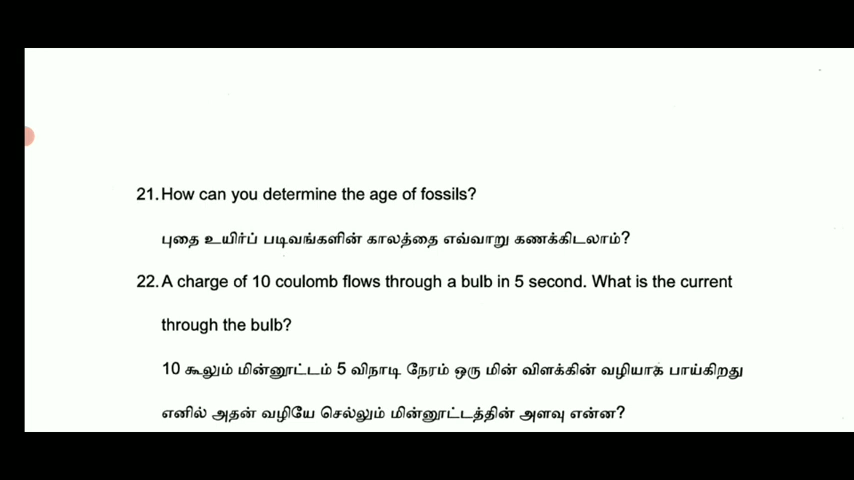 21. How can you determine the age of fossils?
புதை உயிர்ப் படிவங்களின் காலத்தை எவ்வாறு கணக்கிடலாம்?
22. A charge of 10 coulomb flows through a bulb in 5 second. What is the current
through the bulb?
10 கூலும் மின்னூட்டம் 5 விநாடி நேரம் ஒரு மின் விளக்கின் வழியாக பாய்கிறது
எனில் அதன் வழியே செல்லும் மின்னூட்டத்தின் அளவு என்ன?